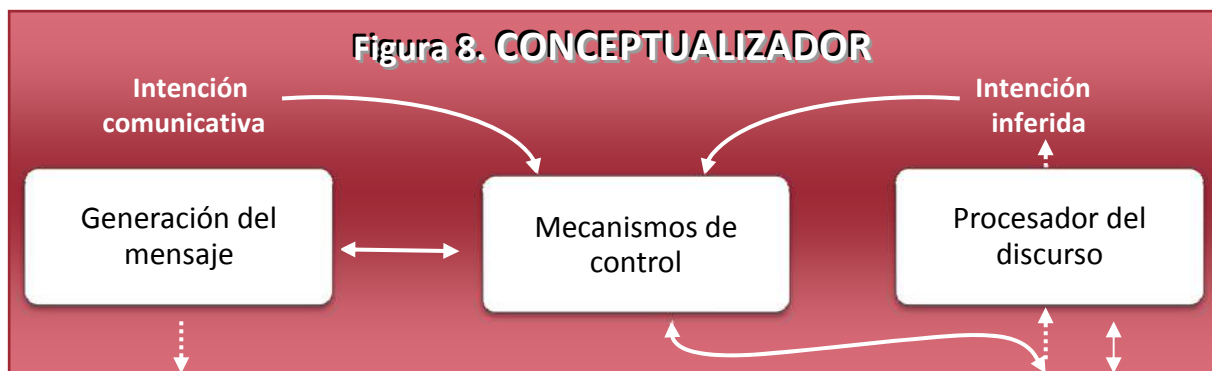 Figura 8. CONCEPTUALIZADOR
Intención
comunicativa
Intención
inferida
Generación del
mensaje
Mecanismos de
control
Procesador del
discurso